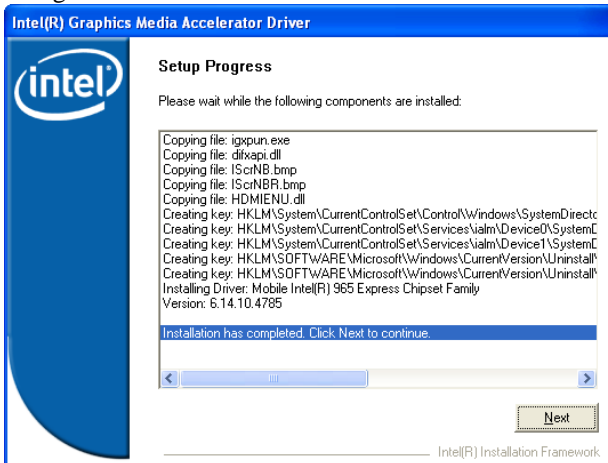 Intel(R) Graphics Media Accelerator Driver
intel
Setup Progress
Please wait while the following components are installed:
Copying file: igxpun.exe
Copying file: difxapi.dll
Copying file: IScrNB.bmp
Copying file: IScrNBR.bmp
Copying file: HDMIENU.dll
Creating key: HKLM\System\CurrentControlSet\Control\Windows\SystemDirecto
Creating key: HKLM\System\CurrentControlSet\Services\ialm\Device0\SystemD
Creating key: HKLM\System\CurrentControlSet\Services\ialm\Device1\SystemD
Creating key: HKLM\SOFTWARE\Microsoft\Windows\CurrentVersion\Uninstall\
Creating key: HKLM\SOFTWARE\Microsoft\Windows\CurrentVersion\Uninstall\
Installing Driver: Mobile Intel(R) 965 Express Chipset Family
Version: 6.14.10.4785
Installation has completed. Click Next to continue.
Next
Intel(R) Installation Framework